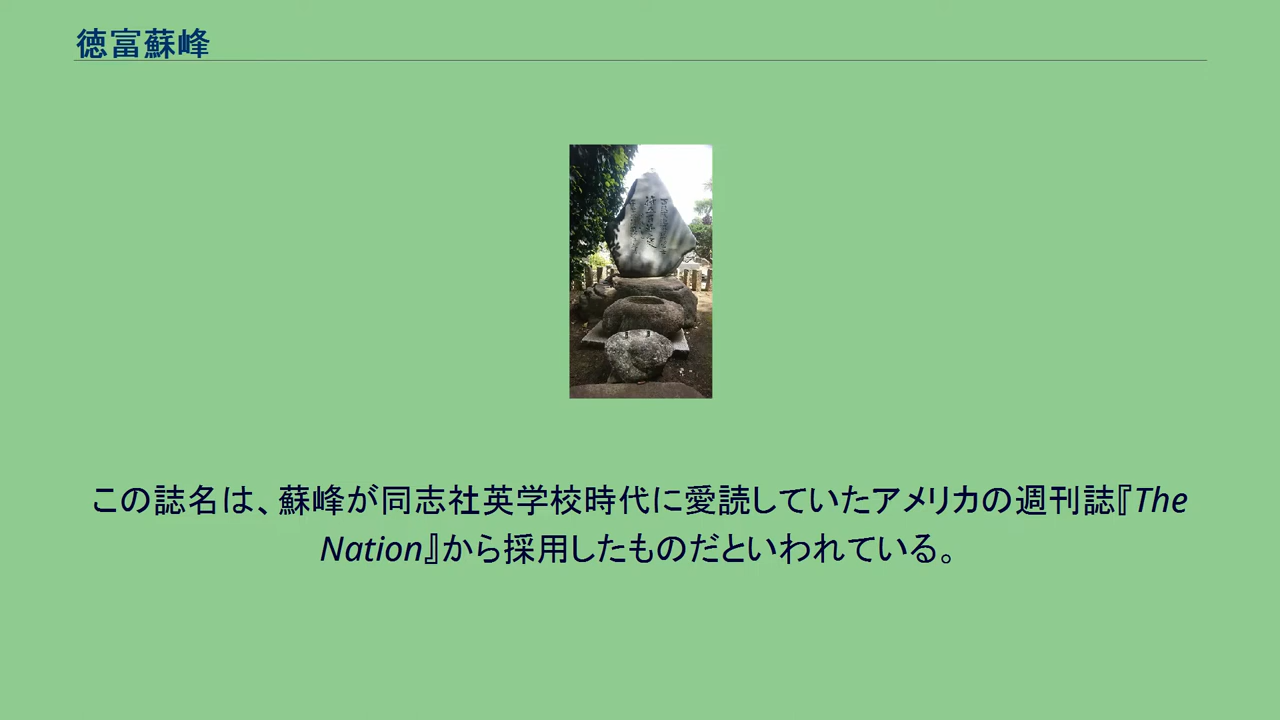 徳富蘇峰
この誌名は、蘇峰が同志社英学校時代に愛読していたアメリカの週刊誌『The
Nation』から採用したものだといわれている。